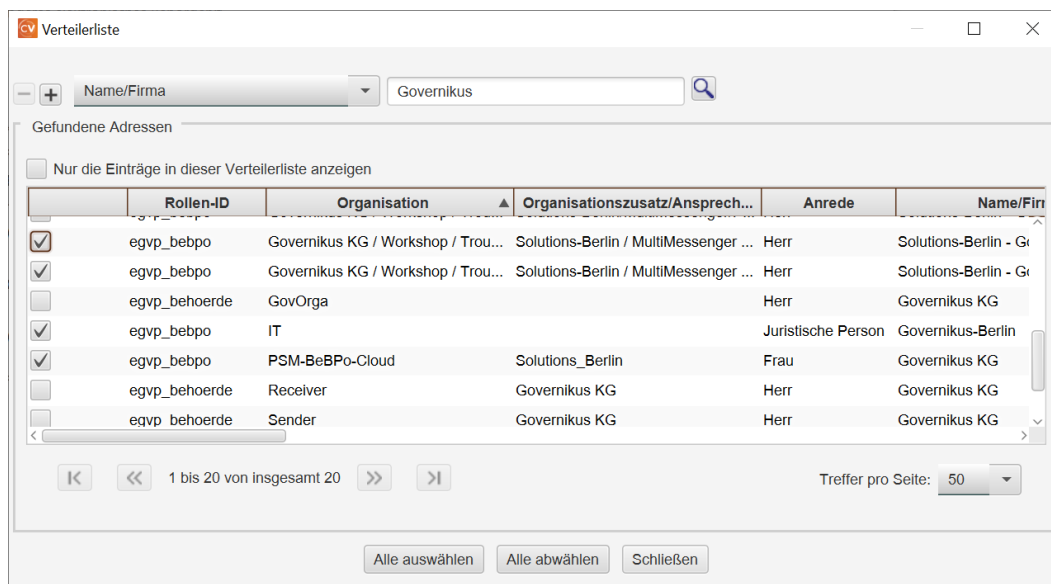 CV Verteilerliste
Name/Firma Governikus
Gefundene Adressen
Nur die Einträge in dieser Verteilerliste anzeigen
Rollen-ID Organisation Organisationszusatz/Ansprech... Anrede Name/Firr
egvp_bebpo Governikus KG / Workshop / Trou... Solutions-Berlin / MultiMessenger ... Herr Solutions-Berlin - Go
egvp_bebpo Governikus KG / Workshop / Trou... Solutions-Berlin / MultiMessenger ... Herr Solutions-Berlin - Go
egvp_behoerde GovOrga Herr Governikus KG
egvp_bebpo IT Juristische Person Governikus-Berlin
egvp_bebpo PSM-BeBPo-Cloud Solutions_Berlin Frau Governikus KG
egvp_behoerde Receiver Governikus KG Herr Governikus KG
egvp_behoerde Sender Governikus KG Herr Governikus KG
1 bis 20 von insgesamt 20 Treffer pro Seite: 50
Alle auswählen Alle abwählen Schließen